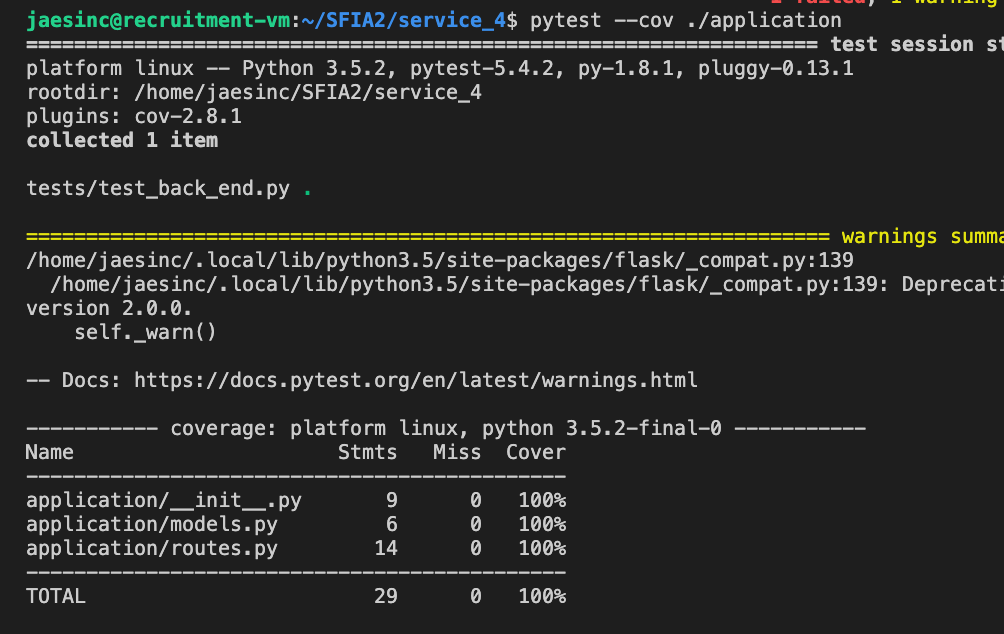 1 failed, 1 warning
jaesinc@recruitment-vm:~/SFIA2/service_4$ pytest --cov ./application
================================================================== test session st
platform linux -- Python 3.5.2, pytest-5.4.2, py-1.8.1, pluggy-0.13.1
rootdir: /home/jaesinc/SFIA2/service_4
plugins: cov-2.8.1
collected 1 item
tests/test_back_end.py .
=================================================================== warnings summa
/home/jaesinc/.local/lib/python3.5/site-packages/flask/_compat.py:139
  /home/jaesinc/.local/lib/python3.5/site-packages/flask/_compat.py:139: Deprecati
version 2.0.0.
    self._warn()
-- Docs: https://docs.pytest.org/en/latest/warnings.html
----------- coverage: platform linux, python 3.5.2-final-0 -----------
Name                      Stmts   Miss  Cover
---------------------------------------------
application/__init__.py       9      0   100%
application/models.py         6      0   100%
application/routes.py        14      0   100%
---------------------------------------------
TOTAL                        29      0   100%